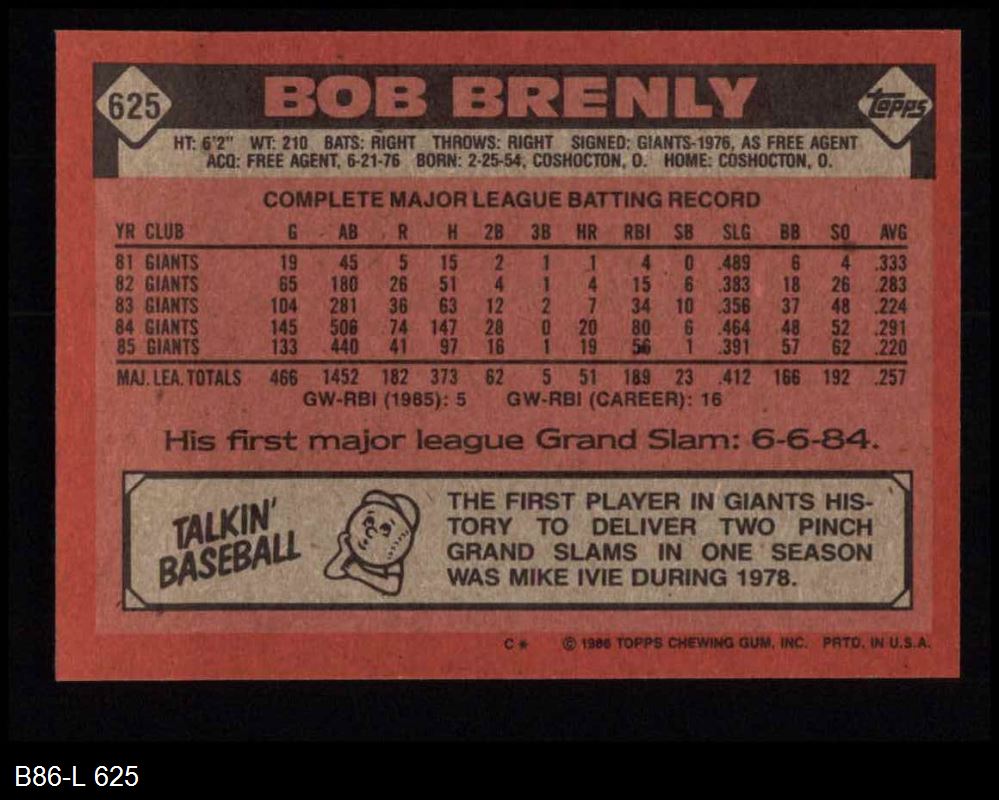 625 BOB BRENLY Topps
HT: 6'2" WT: 210 BATS: RIGHT THROWS: RIGHT SIGNED: GIANTS-1976, AS FREE AGENT
ACQ: FREE AGENT, 6-21-76 BORN: 2-25-54, COSHOCTON, O. HOME: COSHOCTON, O.
COMPLETE MAJOR LEAGUE BATTING RECORD
YR CLUB G AB R H 2B 3B HR RBI SB SLG BB SO AVG
81 GIANTS 19 45 5 15 2 1 1 4 0 .489 6 4 .333
82 GIANTS 65 180 26 51 4 1 4 15 6 .383 18 26 .283
83 GIANTS 104 281 36 63 12 2 7 34 10 .356 37 48 .224
84 GIANTS 145 506 74 147 28 0 20 80 6 .464 48 52 .291
85 GIANTS 133 440 41 97 16 1 19 56 1 .391 57 62 .220
MAJ. LEA. TOTALS 466 1452 182 373 62 5 51 189 23 .412 166 192 .257
GW-RBI (1985): 5 GW-RBI (CAREER): 16
His first major league Grand Slam: 6-6-84.
TALKIN'
BASEBALL
THE FIRST PLAYER IN GIANTS HIS-
TORY TO DELIVER TWO PINCH
GRAND SLAMS IN ONE SEASON
WAS MIKE IVIE DURING 1978.
C* © 1986 TOPPS CHEWING GUM, INC. PRTD. IN U.S.A.
B86-L 625